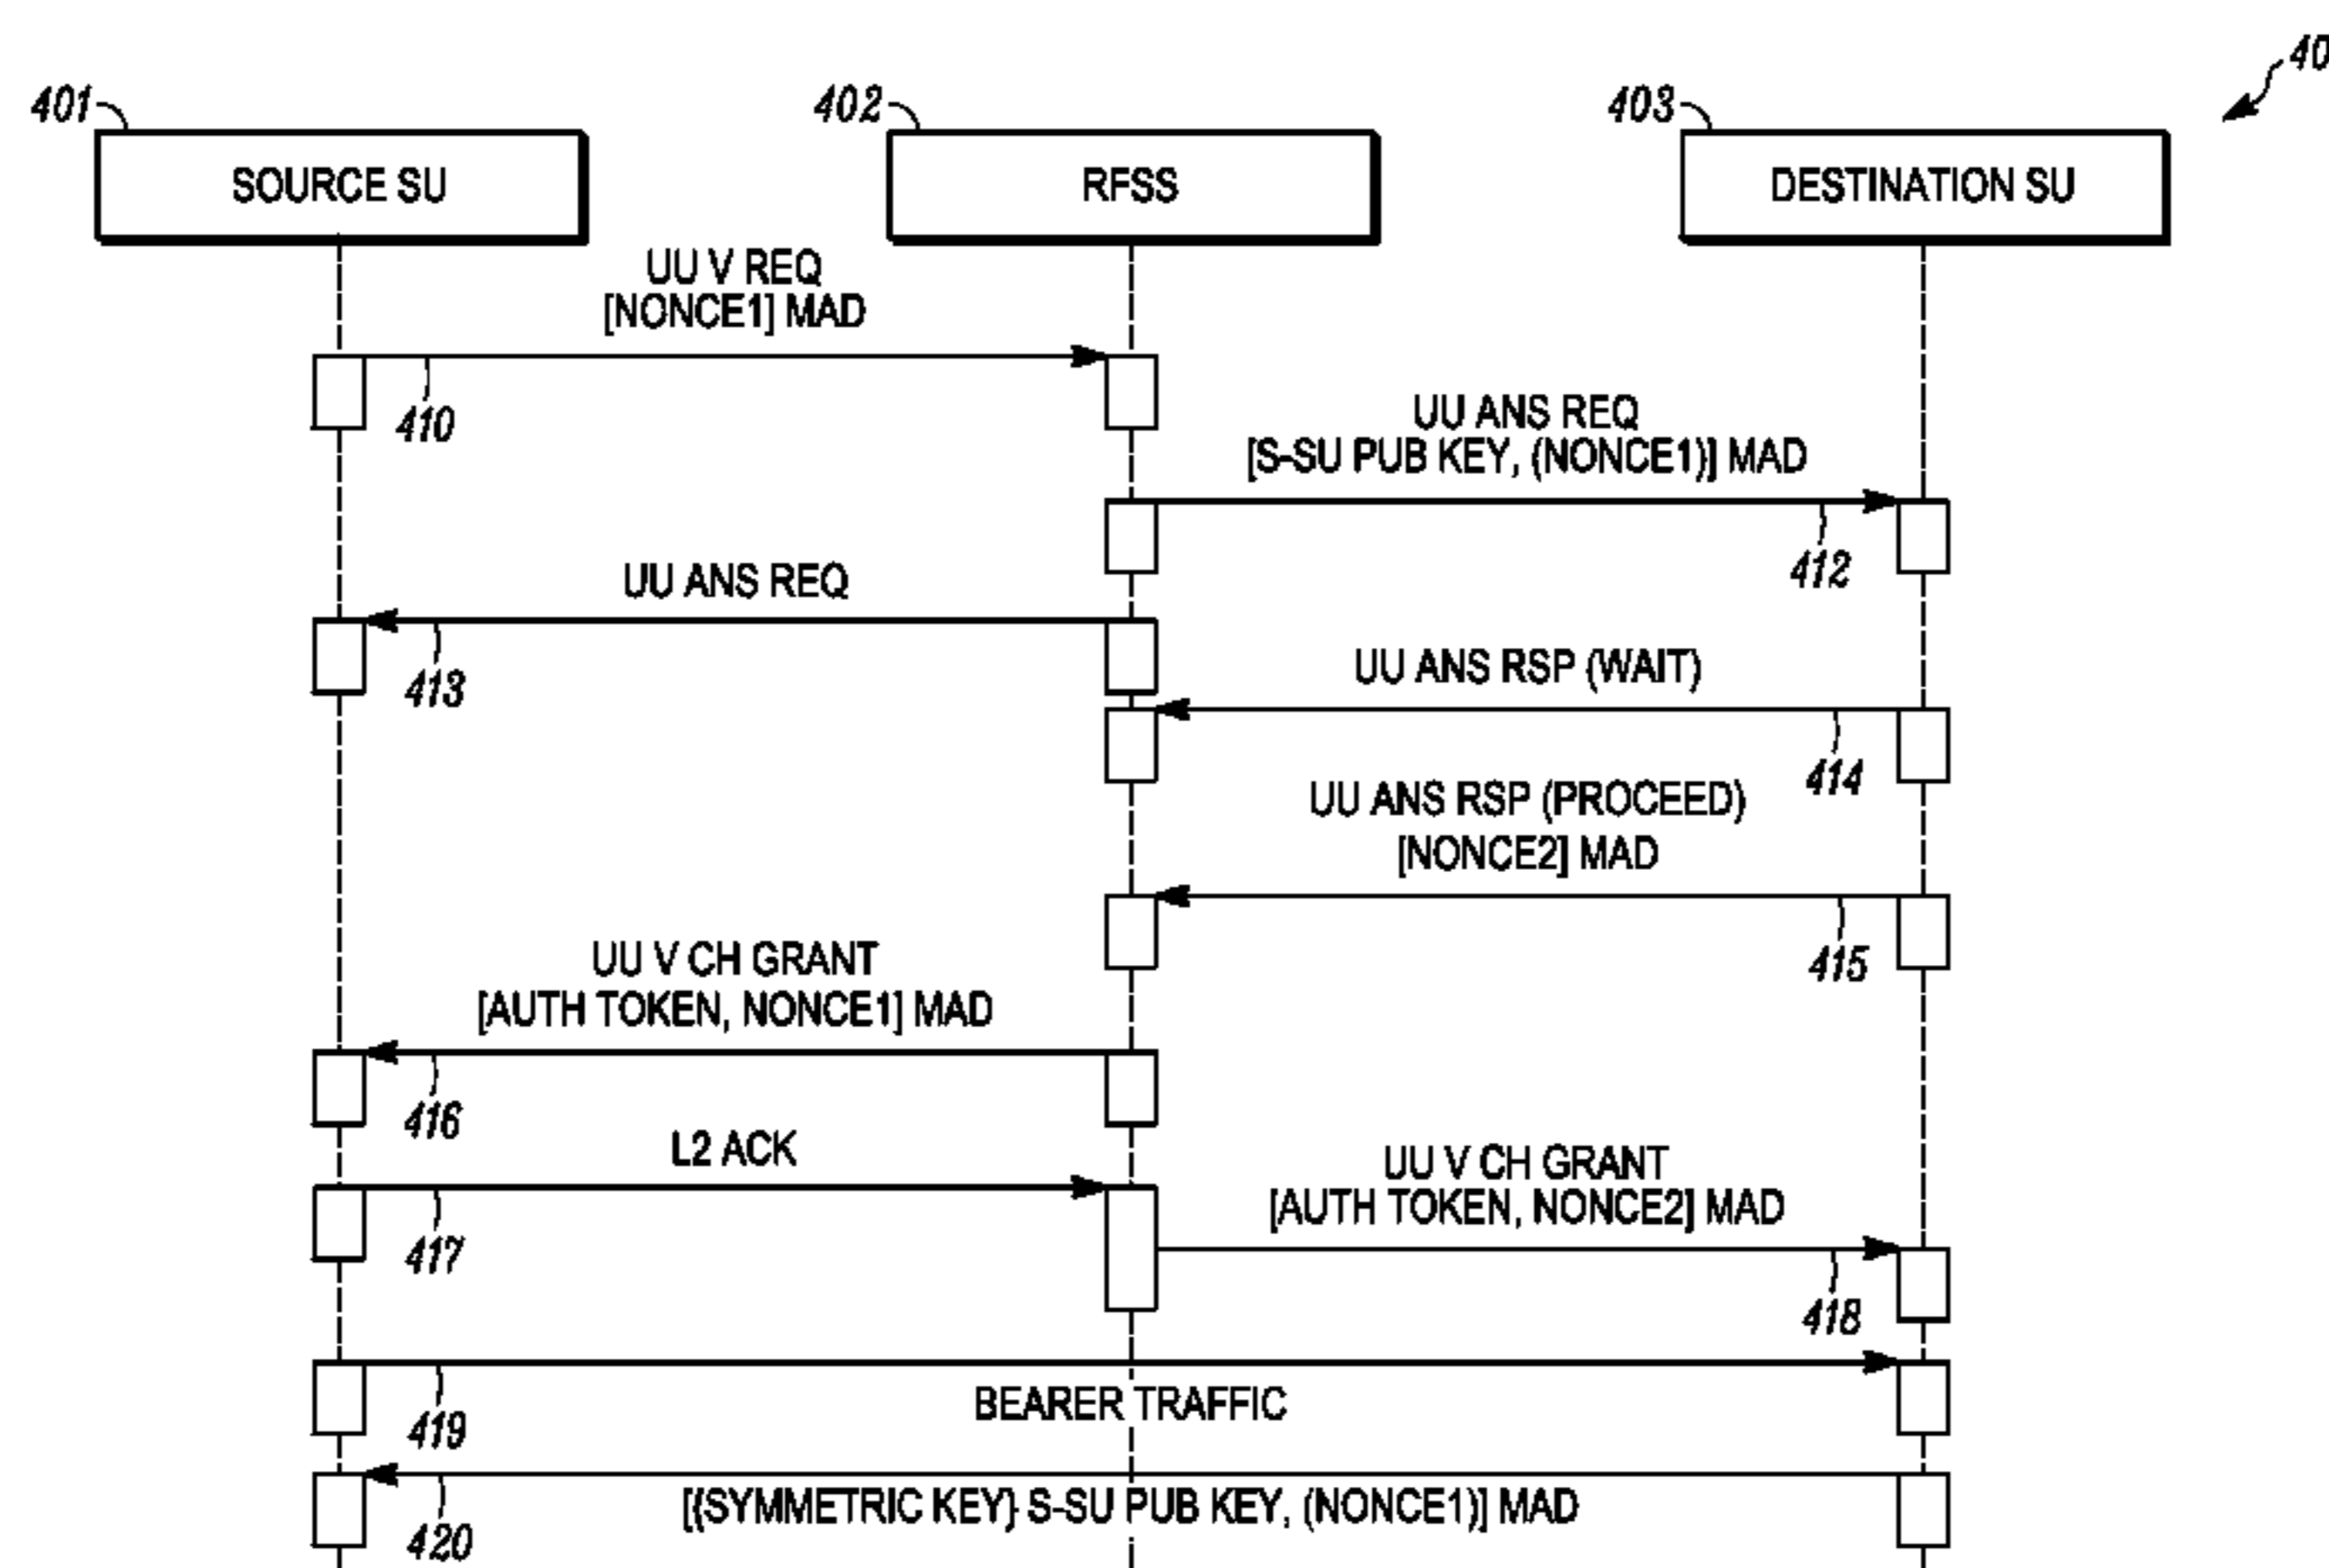 40
401
402
403
SOURCE SU
RFSS
DESTINATION SU
UU V REQ
[NONCE1] MAD
410
UU ANS REQ
[S-SU PUB KEY, (NONCE1)] MAD
412
UU ANS REQ
413
UU ANS RSP (WAIT)
414
UU ANS RSP (PROCEED)
[NONCE2] MAD
415
UU V CH GRANT
[AUTH TOKEN, NONCE1] MAD
416
L2 ACK
417
UU V CH GRANT
[AUTH TOKEN, NONCE2] MAD
418
419
BEARER TRAFFIC
[{SYMMETRIC KEY} S-SU PUB KEY, (NONCE1)] MAD
420